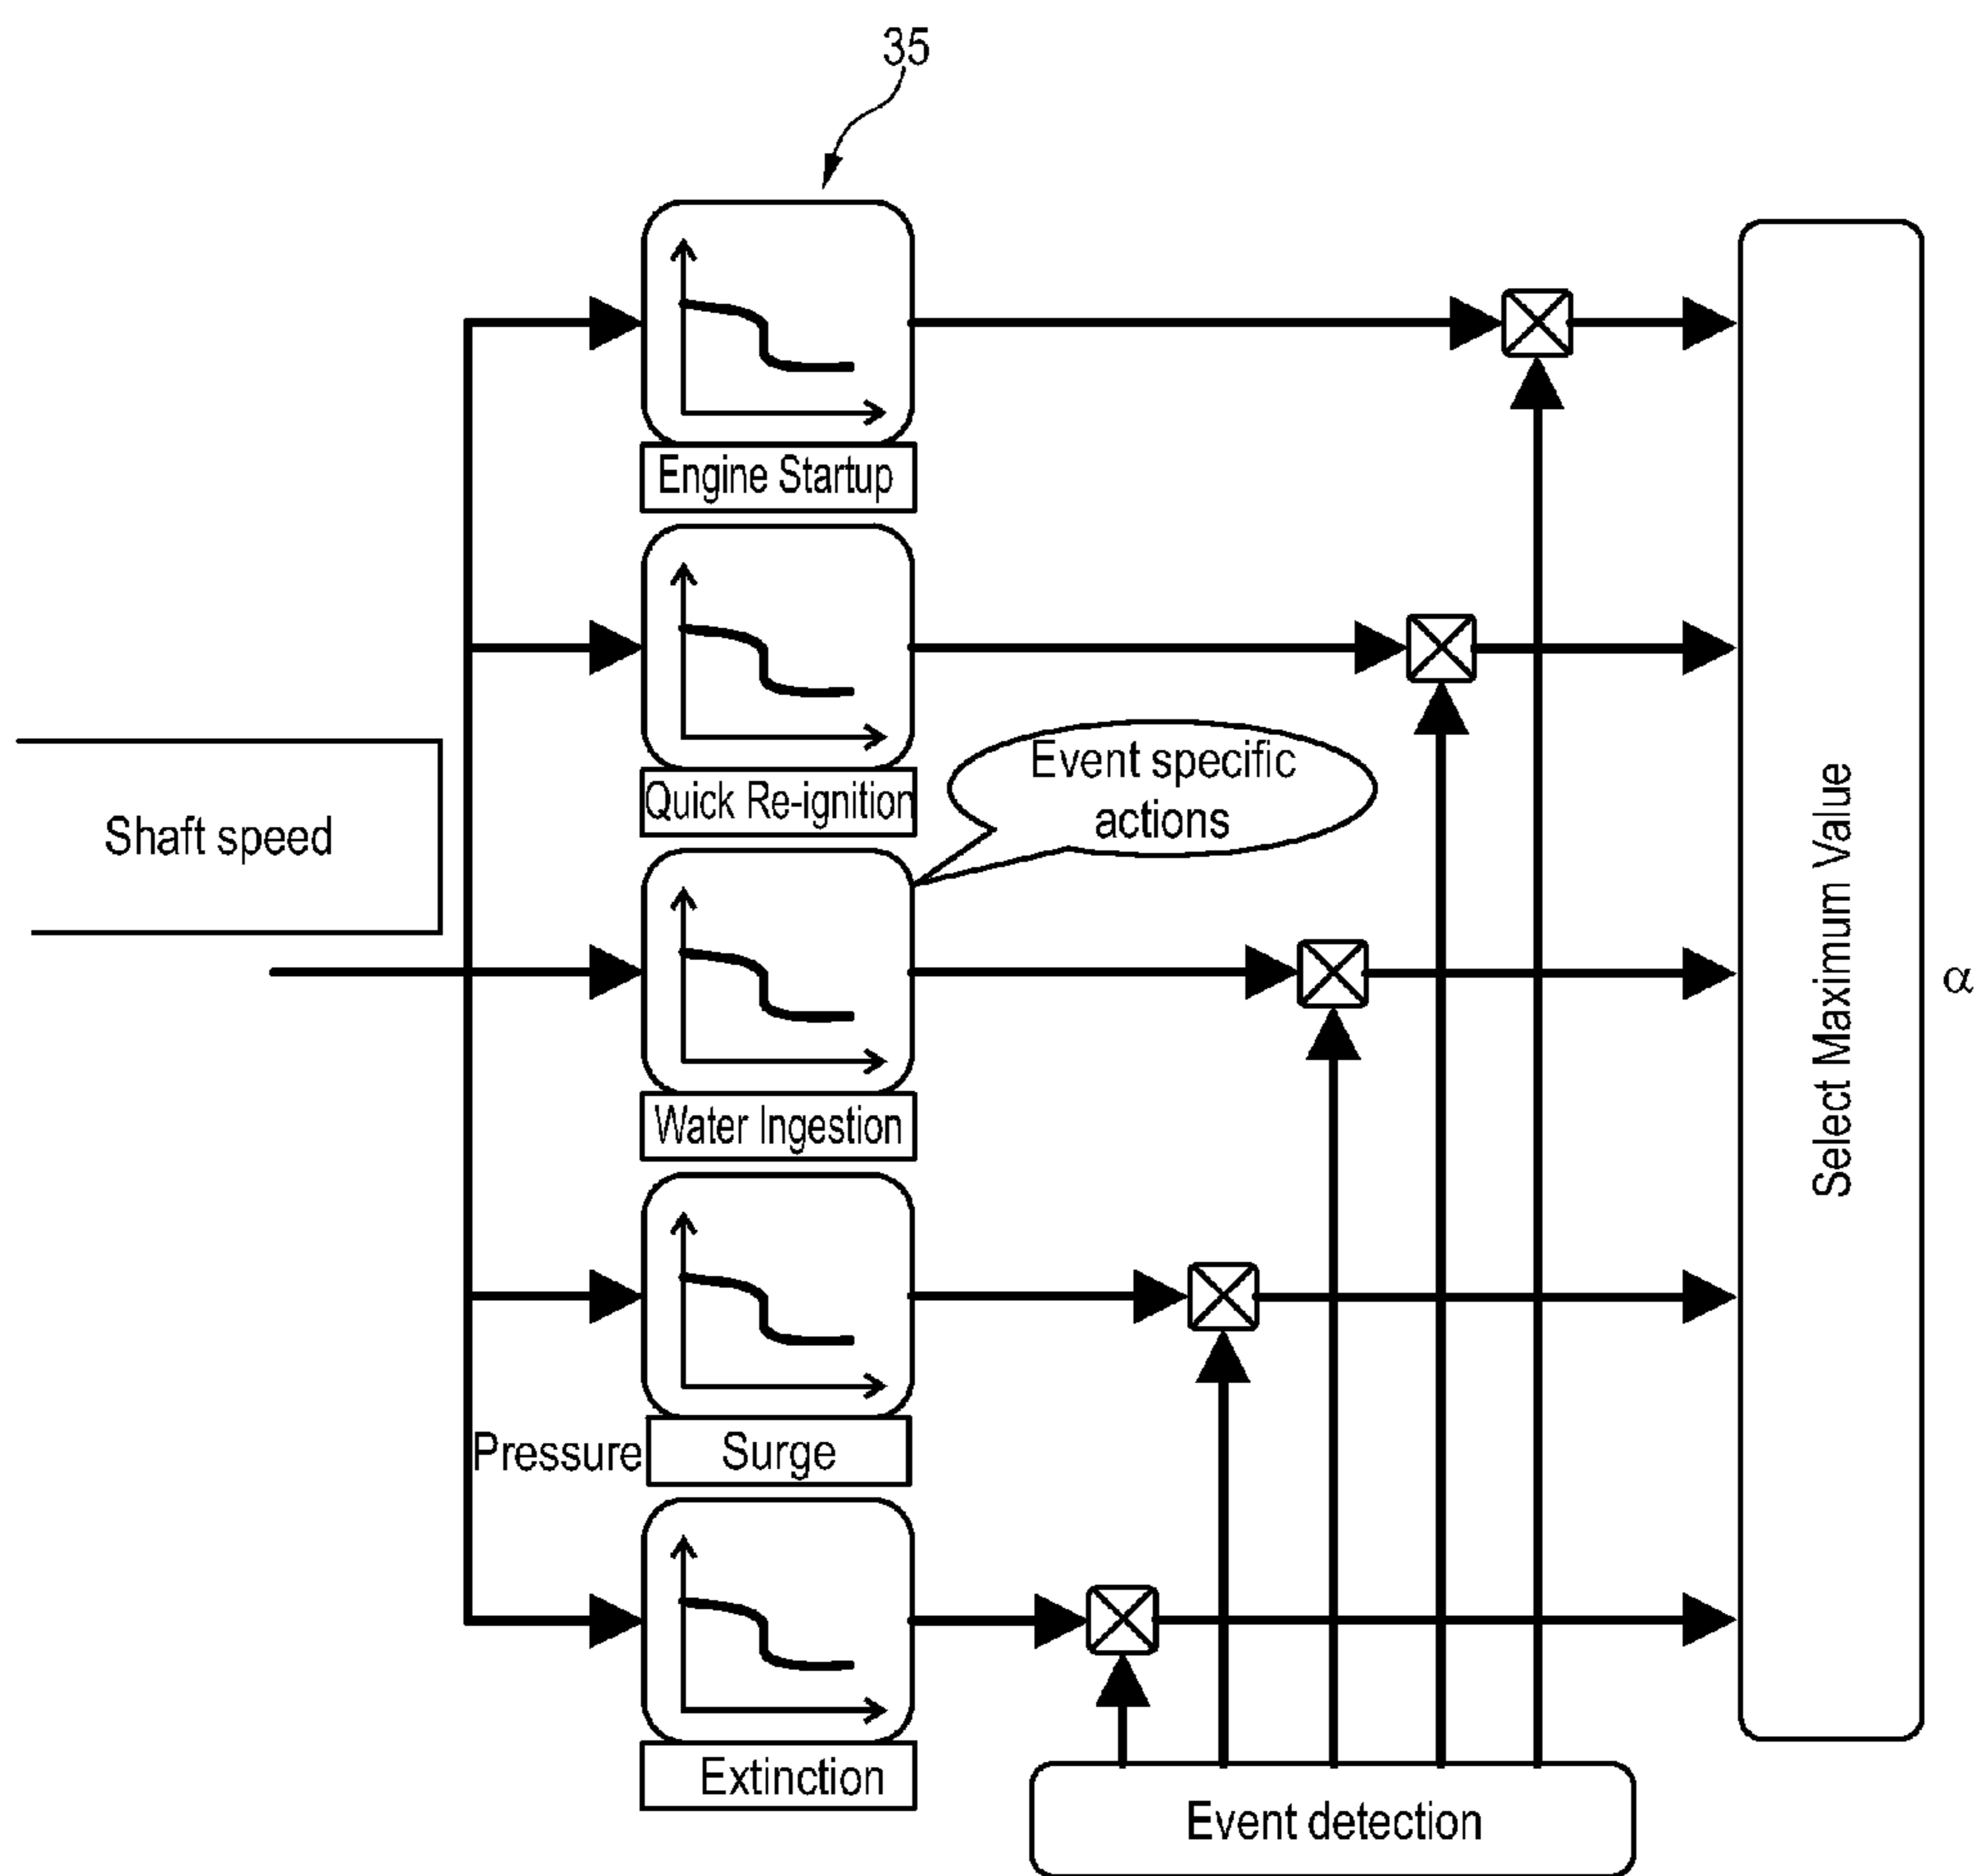 35
Engine Startup
Quick Re-ignition
Event specific
actions
Shaft speed
Water Ingestion
Select Maximum Value
α
Pressure
Surge
Extinction
Event detection